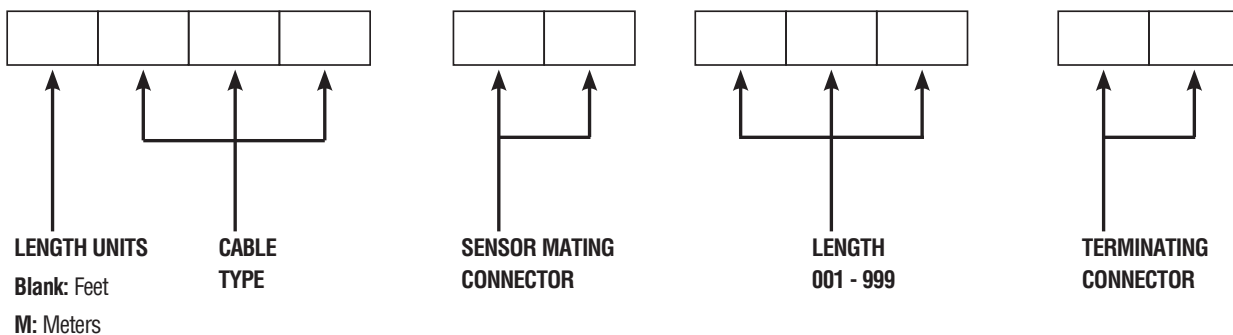 LENGTH UNITS
Blank: Feet
M: Meters
CABLE
TYPE
SENSOR MATING
CONNECTOR
LENGTH
001 - 999
TERMINATING
CONNECTOR